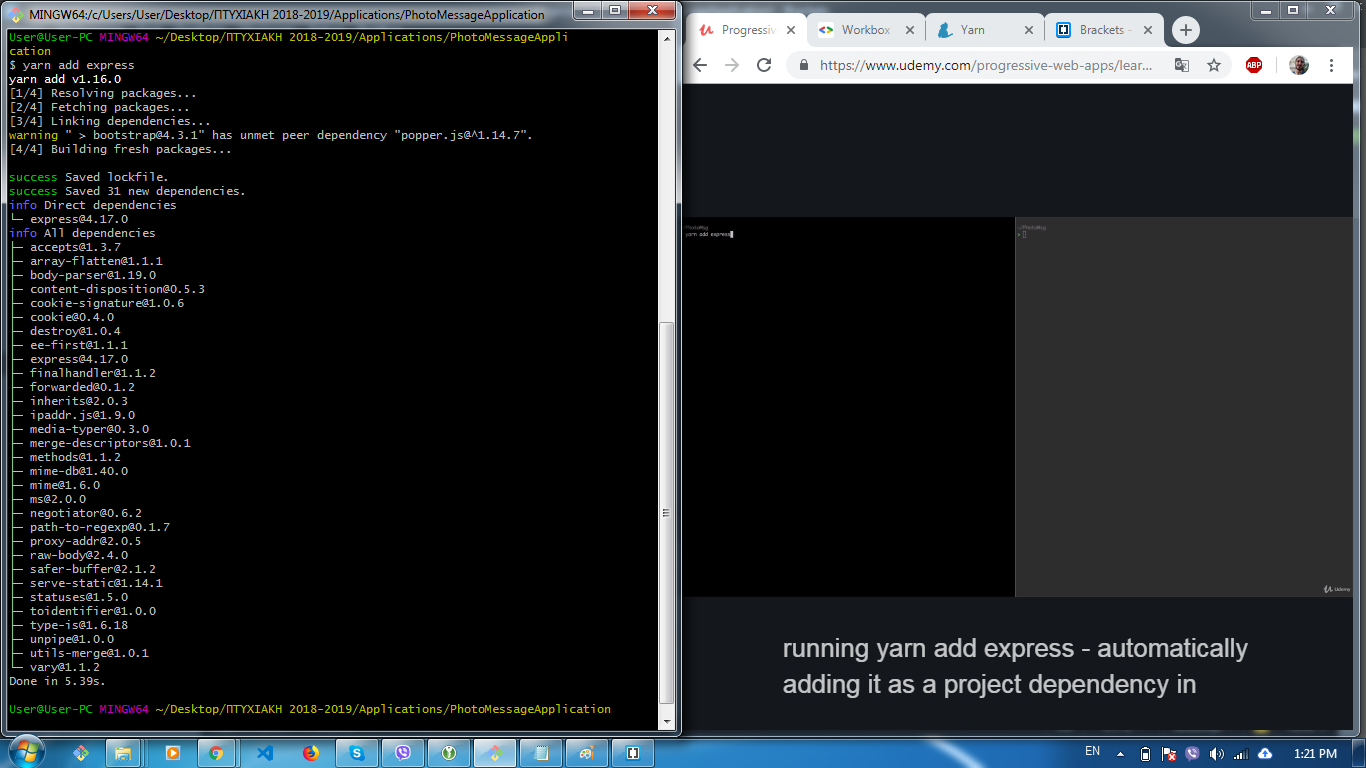 MINGW64:/c/Users/User/Desktop/ΠΤΥΧΙΑΚΗ 2018-2019/Applications/PhotoMessageApplication
User@User-PC MINGW64 ~/Desktop/ΠΤΥΧΙΑΚΗ 2018-2019/Applications/PhotoMessageAppli
cation
$ yarn add express
yarn add v1.16.0
[1/4] Resolving packages...
[2/4] Fetching packages...
[3/4] Linking dependencies...
warning " > bootstrap@4.3.1" has unmet peer dependency "popper.js@^1.14.7".
[4/4] Building fresh packages...
success Saved lockfile.
success Saved 31 new dependencies.
info Direct dependencies
└─ express@4.17.0
info All dependencies
├─ accepts@1.3.7
├─ array-flatten@1.1.1
├─ body-parser@1.19.0
├─ content-disposition@0.5.3
├─ cookie-signature@1.0.6
├─ cookie@0.4.0
├─ destroy@1.0.4
├─ ee-first@1.1.1
├─ express@4.17.0
├─ finalhandler@1.1.2
├─ forwarded@0.1.2
├─ inherits@2.0.3
├─ ipaddr.js@1.9.0
├─ media-typer@0.3.0
├─ merge-descriptors@1.0.1
├─ methods@1.1.2
├─ mime-db@1.40.0
├─ mime@1.6.0
├─ ms@2.0.0
├─ negotiator@0.6.2
├─ path-to-regexp@0.1.7
├─ proxy-addr@2.0.5
├─ raw-body@2.4.0
├─ safer-buffer@2.1.2
├─ serve-static@1.14.1
├─ statuses@1.5.0
├─ toidentifier@1.0.0
├─ type-is@1.6.18
├─ unpipe@1.0.0
├─ utils-merge@1.0.1
└─ vary@1.1.2
Done in 5.39s.
User@User-PC MINGW64 ~/Desktop/ΠΤΥΧΙΑΚΗ 2018-2019/Applications/PhotoMessageApplication
Progressiv
Workbox
Yarn
Brackets -
https://www.udemy.com/progressive-web-apps/lear...
ABP
~/PhotoMsg
yarn add express
~/PhotoMsg
>
Udemy
running yarn add express - automatically
adding it as a project dependency in
EN
1:21 PM